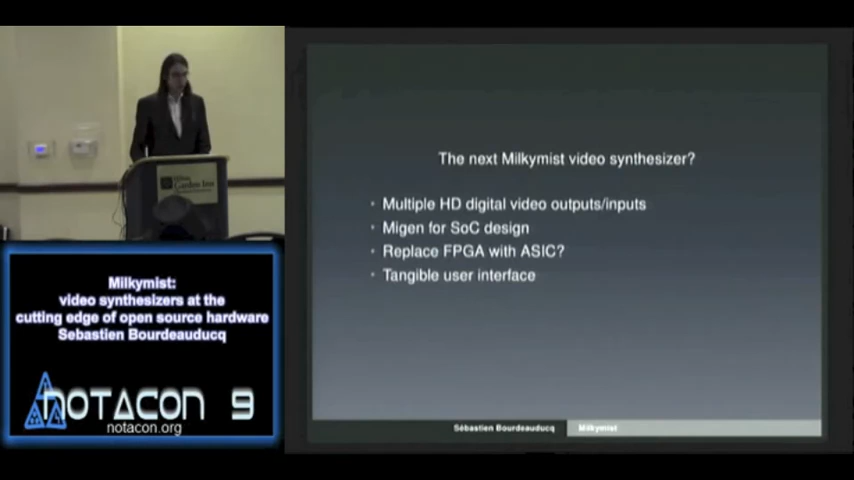 Garden Inn
Milkymist:
video synthesizers at the
cutting edge of open source hardware
Sebastien Bourdeauducq
NOTACON 9
notacon.org
The next Milkymist video synthesizer?
• Multiple HD digital video outputs/inputs
• Migen for SoC design
• Replace FPGA with ASIC?
• Tangible user interface
Sébastien Bourdeauducq
Milkymist